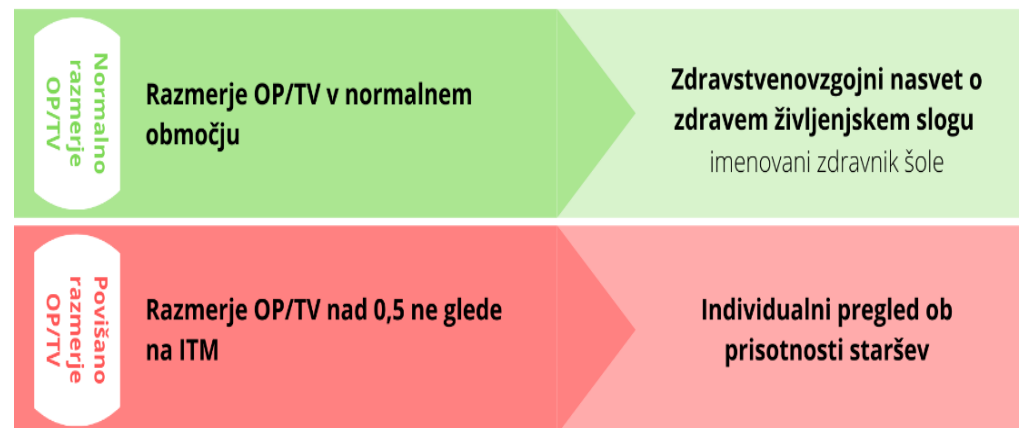 Normalno
razmerje
OP/TV
Razmerje OP/TV v normalnem
območju
Zdravstvenovzgojni nasvet o
zdravem življenjskem slogu
imenovani zdravnik šole
Povišano
razmerje
OP/TV
Razmerje OP/TV nad 0,5 ne glede
na ITM
Individualni pregled ob
prisotnosti staršev